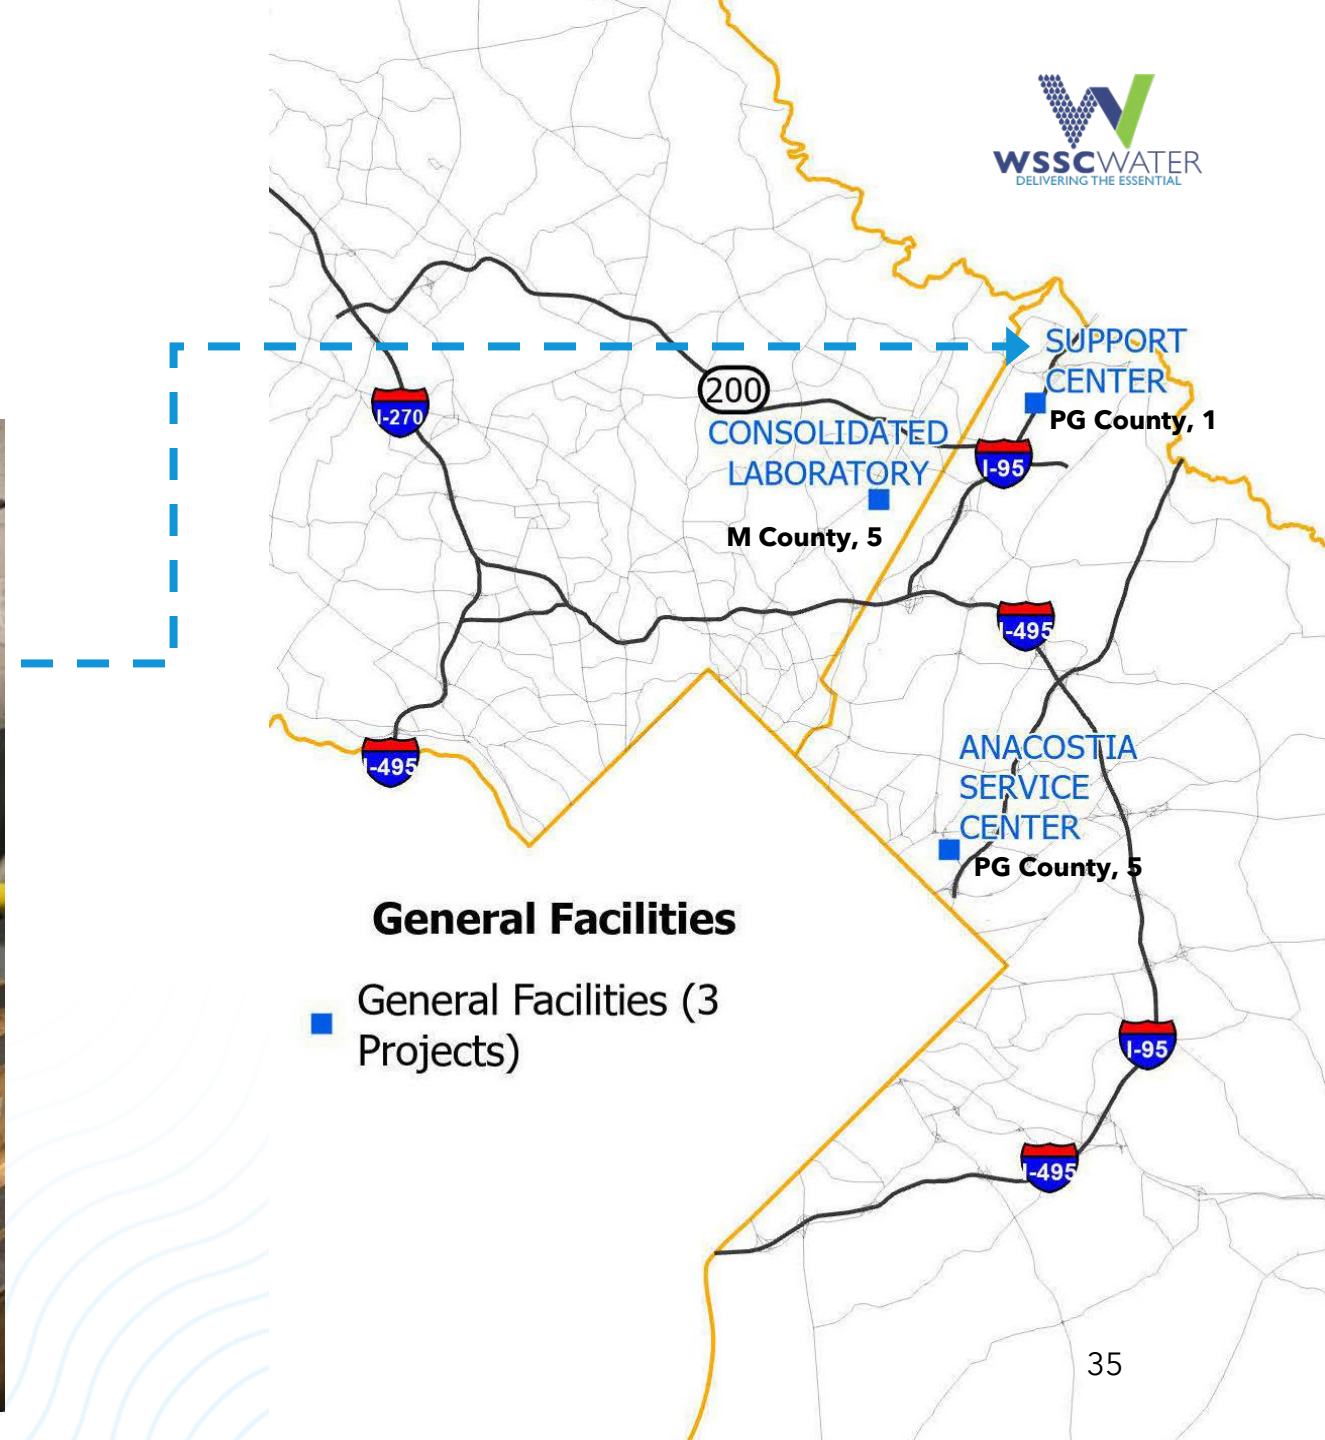 WSSCWATER
DELIVERING THE ESSENTIAL
SUPPORT
CENTER
PG County, 1
200
I-270
CONSOLIDATED
LABORATORY
I-95
M County, 5
I-495
I-495
ANACOSTIA
SERVICE
CENTER
PG County, 5
General Facilities
General Facilities (3
Projects)
I-95
I-495
35